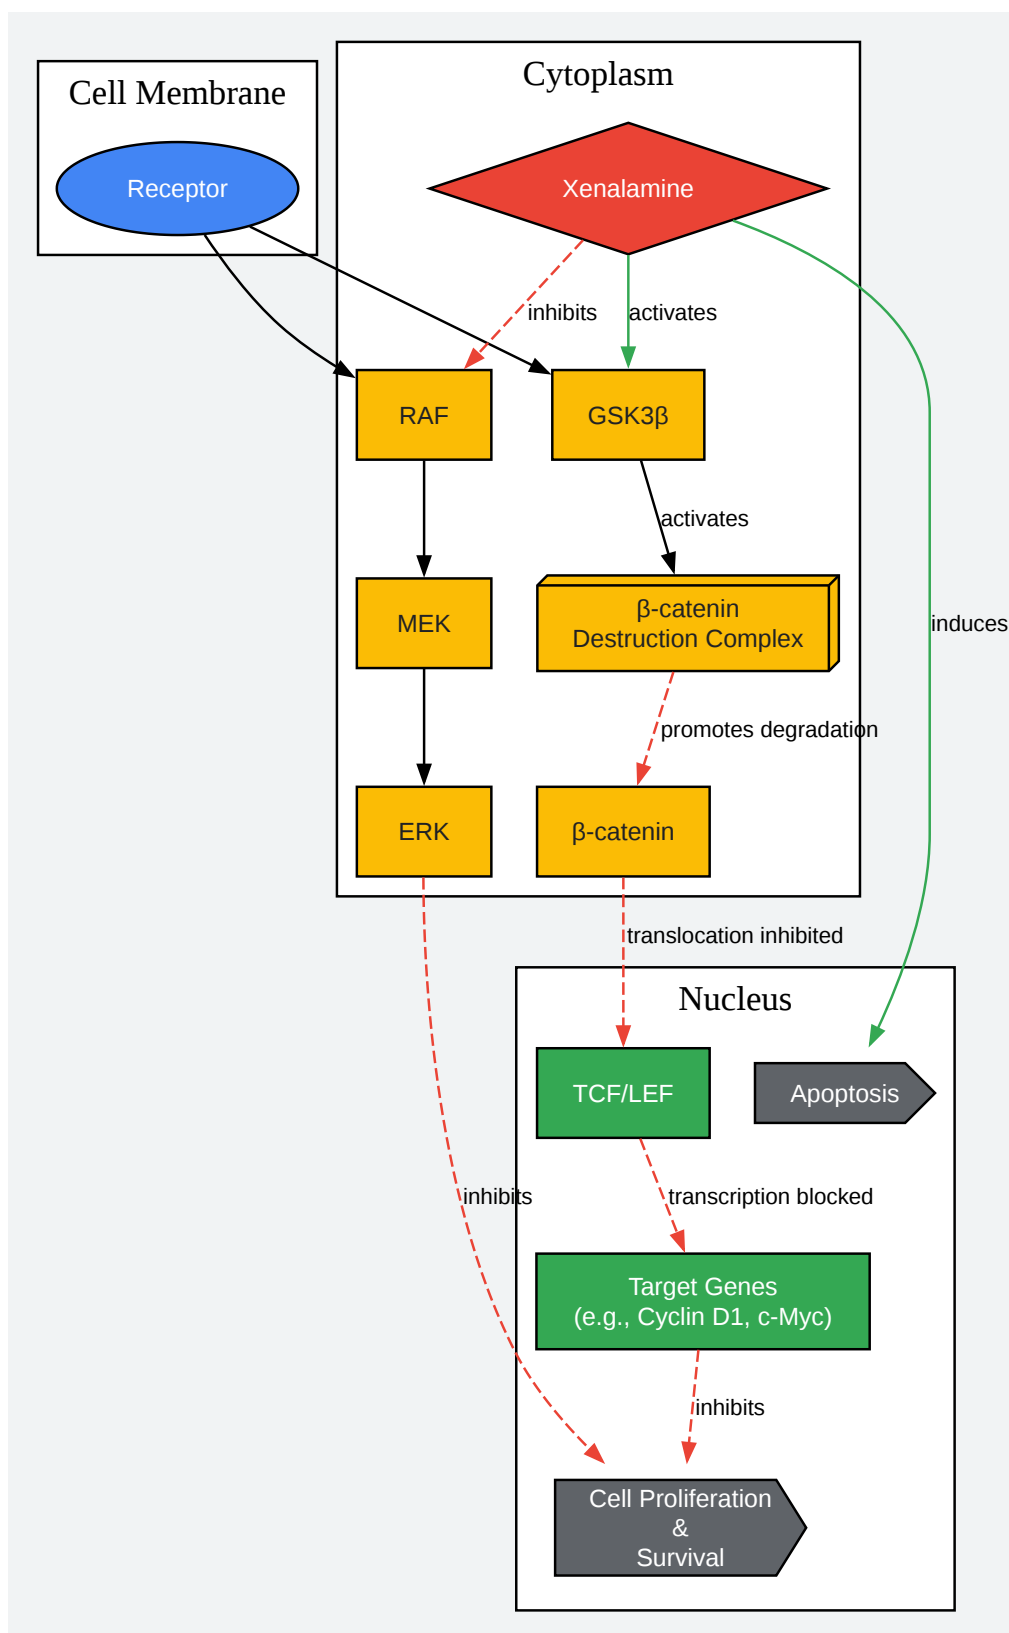 Cell Membrane
Cytoplasm
Receptor
Xenalamine
inhibits
activates
RAF
GSK3β
activates
MEK
β-catenin
Destruction Complex
induces
promotes degradation
ERK
β-catenin
translocation inhibited
Nucleus
TCF/LEF
Apoptosis
inhibits
transcription blocked
Target Genes
(e.g., Cyclin D1, c-Myc)
inhibits
Cell Proliferation
&
Survival